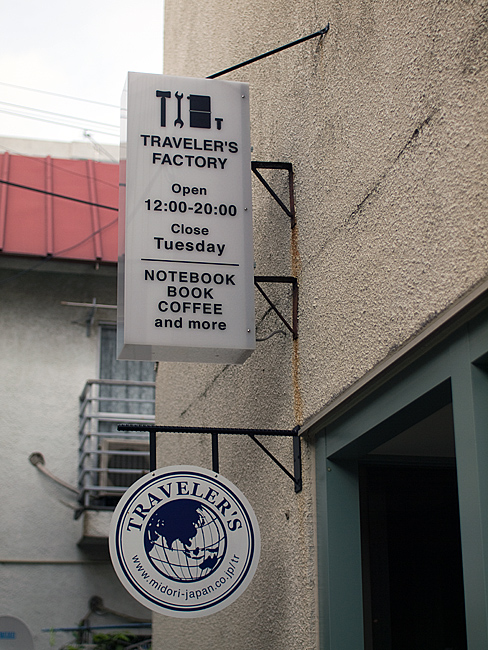 TRAVELER'S
FACTORY
Open
12:00-20:00
Close
Tuesday
NOTEBOOK
BOOK
COFFEE
and more
TRAVELER'S
www.midori-japan.co.jp/tr